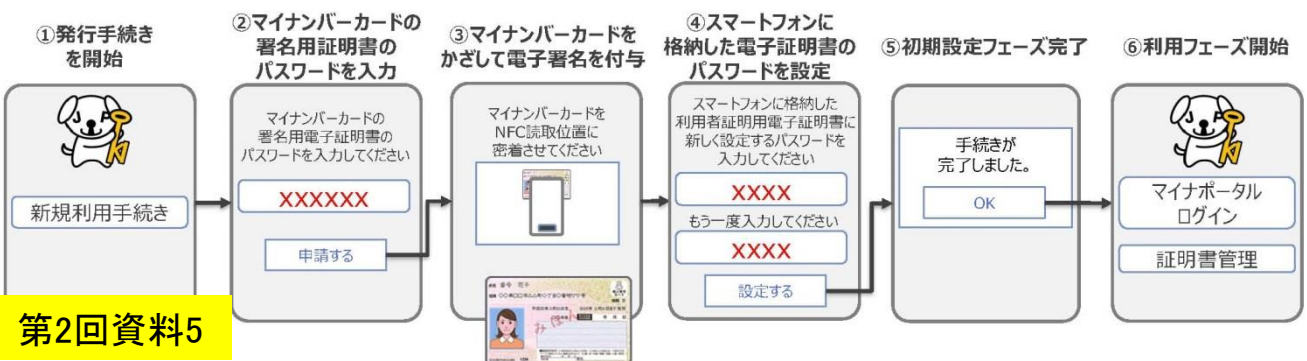 ①発行手続き
を開始
②マイナンバーカードの
署名用証明書の
パスワードを入力
③マイナンバーカードを
かざして電子署名を付与
④スマートフォンに
格納した電子証明書の
パスワードを設定
⑤初期設定フェーズ完了
⑥利用フェーズ開始
新規利用手続き
マイナンバーカードの
署名用電子証明書の
パスワードを入力してください
XXXXXX
申請する
マイナンバーカードを
NFC読取位置に
密着させてください
スマートフォンに格納した
利用者証明用電子証明書に
新しく設定するパスワードを
入力してください
XXXX
もう一度入力してください
XXXX
設定する
手続きが
完了しました。
OK
マイナポータル
ログイン
証明書管理
第2回資料5
番号 花子
みほん